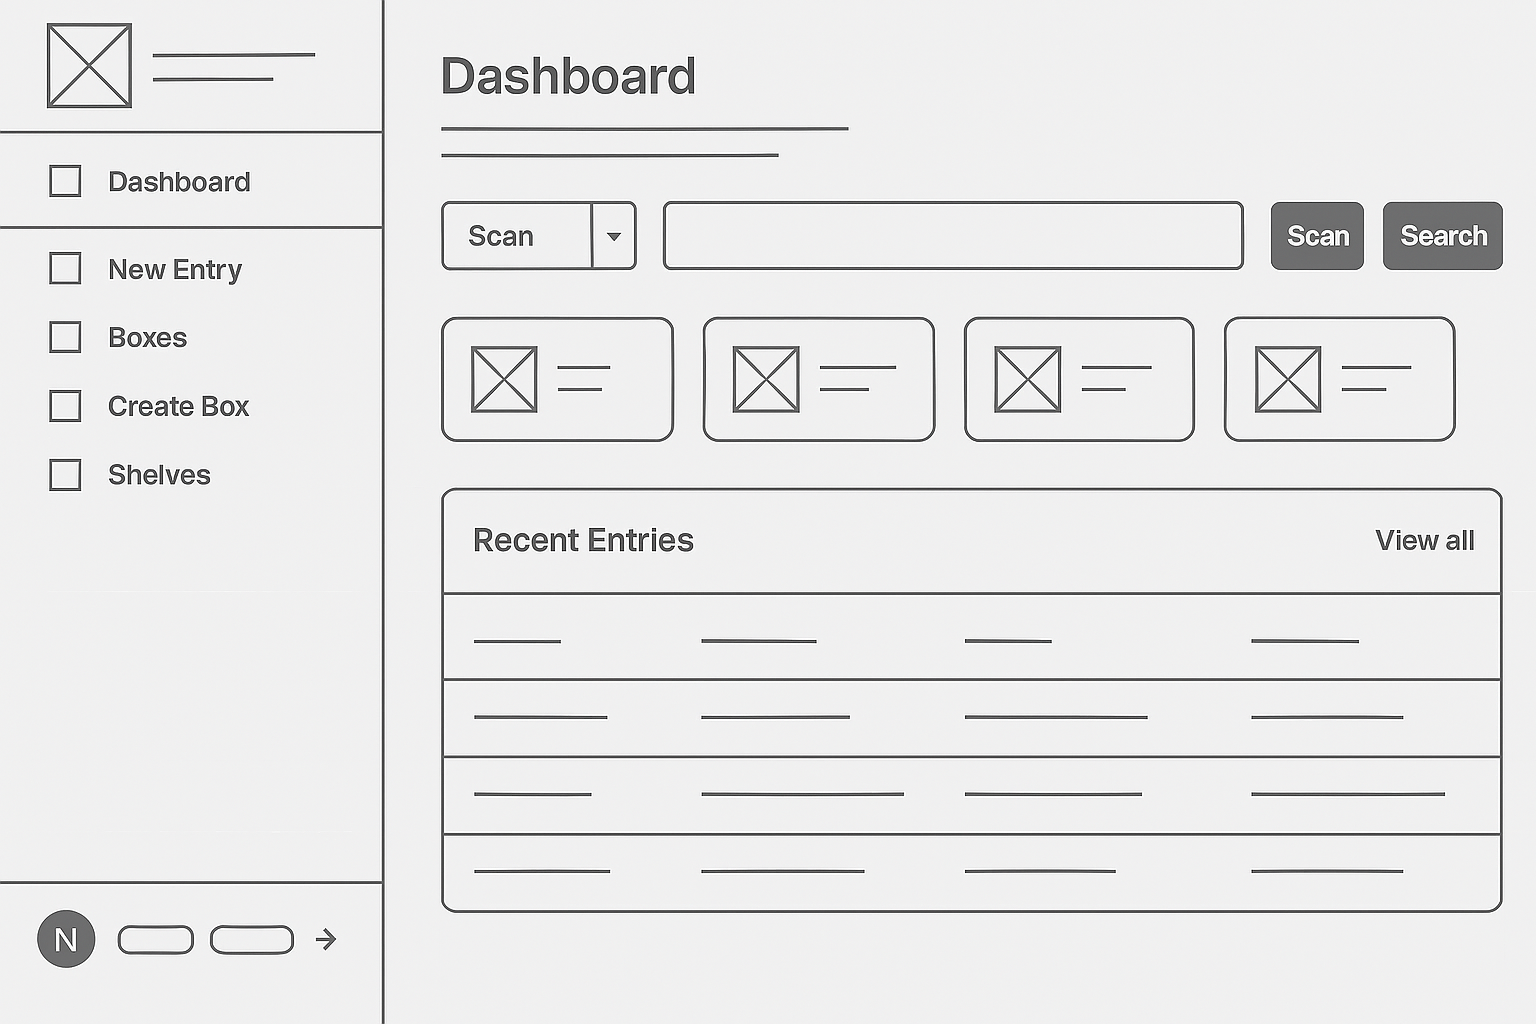 Dashboard
New Entry
Boxes
Create Box
Shelves
N
Dashboard
Scan
Scan
Search
Recent Entries
View all